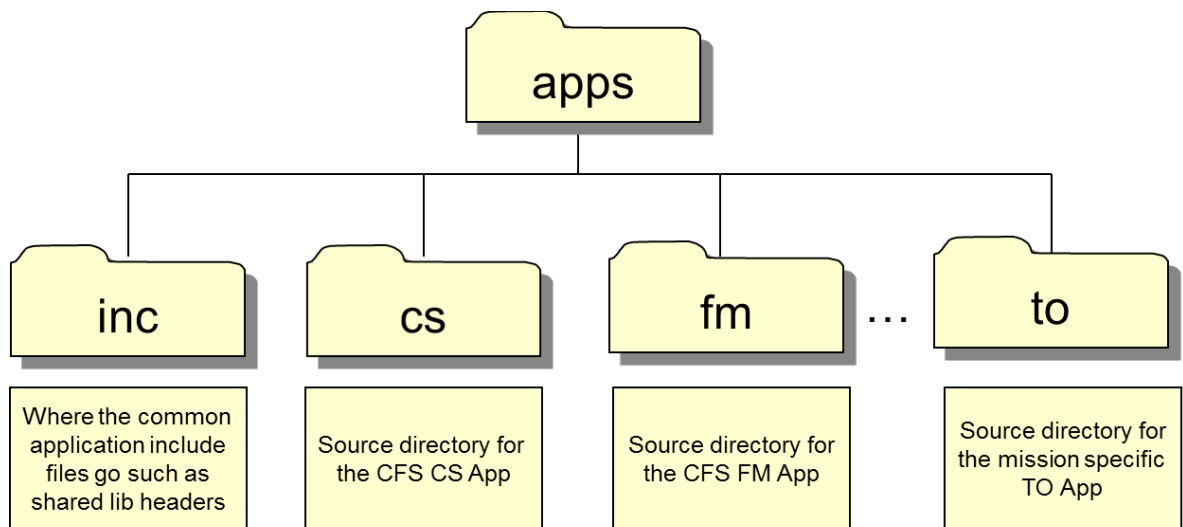 apps
inc
cs
fm
...
to
Where the common
application include
files go such as
shared lib headers
Source directory for
the CFS CS App
Source directory for
the CFS FM App
Source directory for
the mission specific
TO App